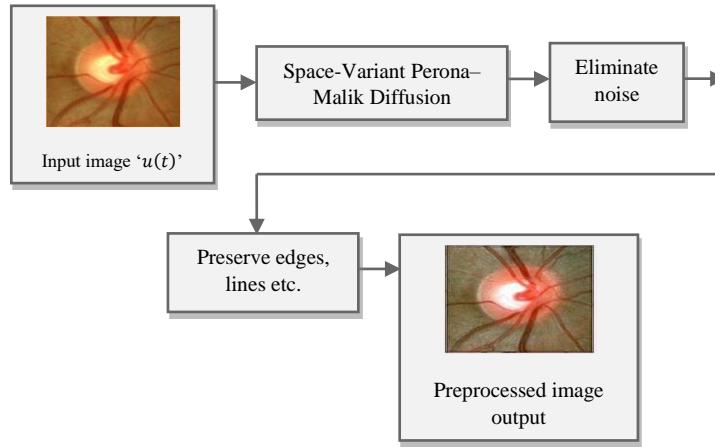 Input image ‘u(t)’
Space-Variant Perona–
Malik Diffusion
Eliminate
noise
Preserve edges,
lines etc.
Preprocessed image
output